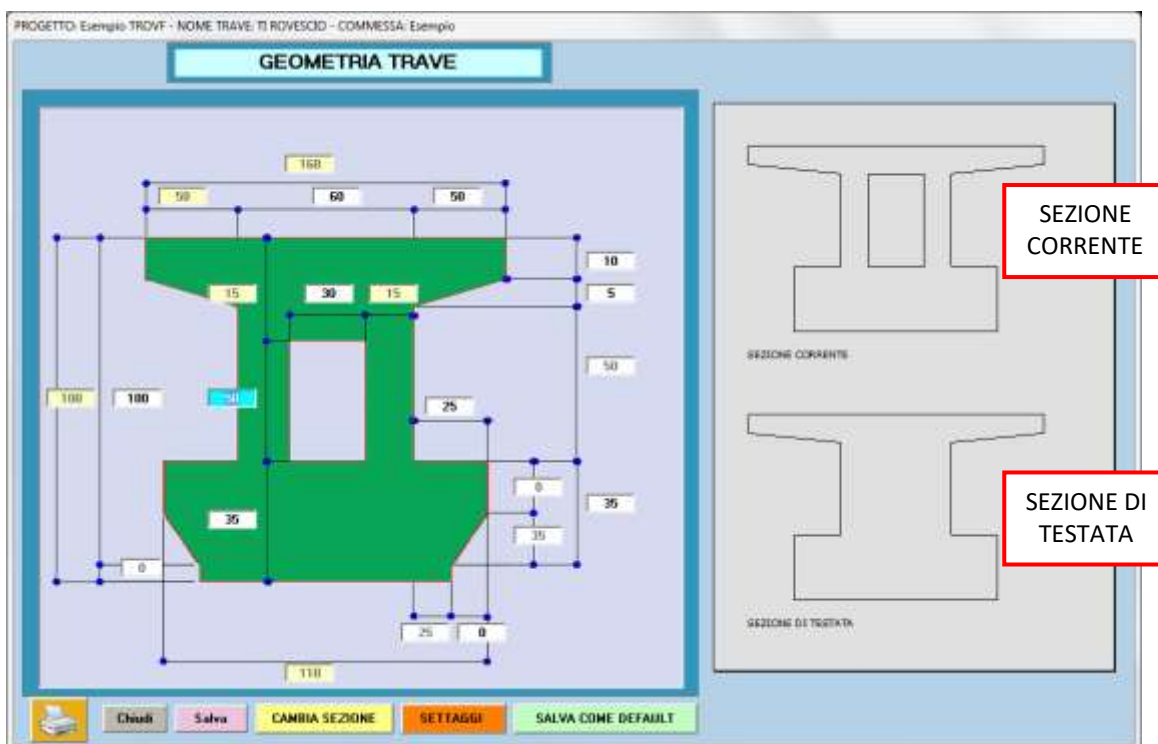 PROGETTO: Esempio TROVF - NOME TRAVE: TI ROVESCIO - COMMESSA: Esempio
GEOMETRIA TRAVE
160
50
60
50
10
15
30
15
5
50
100
100
50
25
0
35
35
35
0
25
0
110
SEZIONE
CORRENTE
SEZIONE CORRENTE
SEZIONE DI
TESTATA
SEZIONE DI TESTATA
Chiudi
Salva
CAMBIA SEZIONE
SETTAGGI
SALVA COME DEFAULT